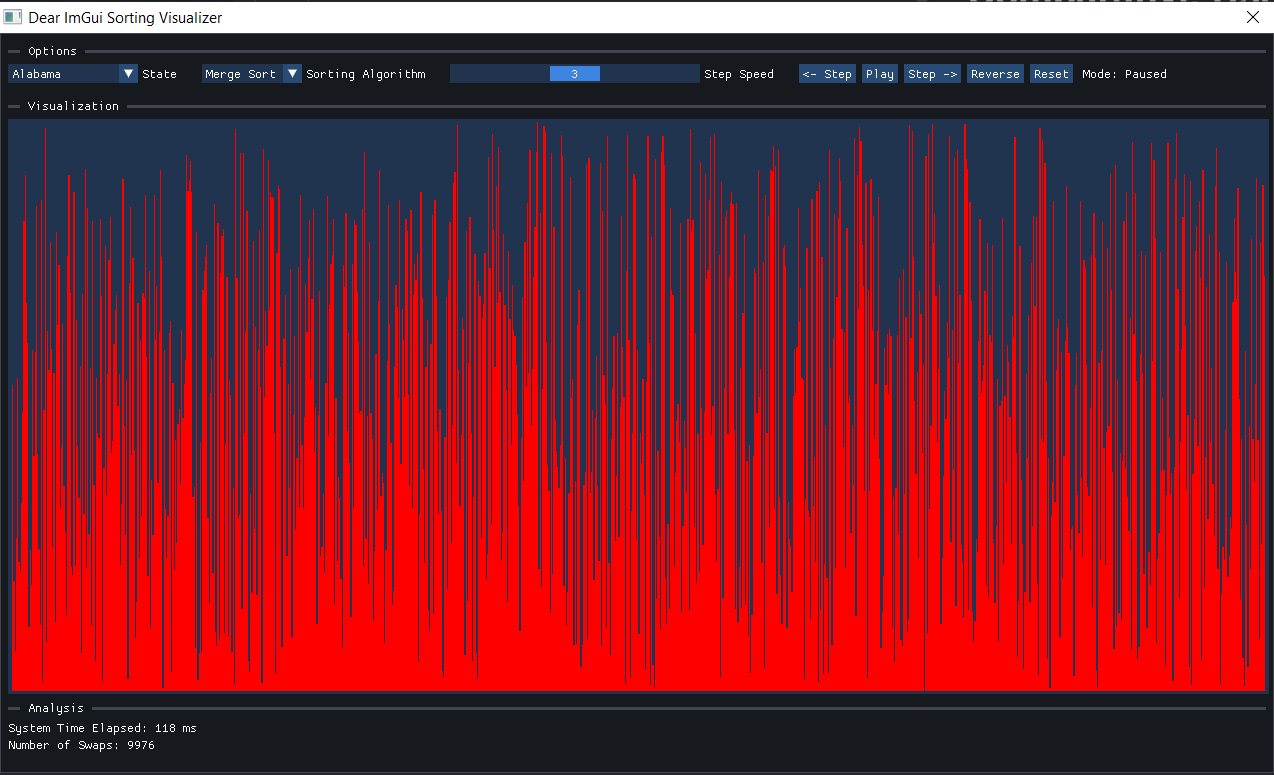 Dear ImGui Sorting Visualizer
Options
Alabama State Merge Sort Sorting Algorithm 3 Step Speed <- Step Play Step -> Reverse Reset Mode: Paused
Visualization
Analysis
System Time Elapsed: 118 ms
Number of Swaps: 9976